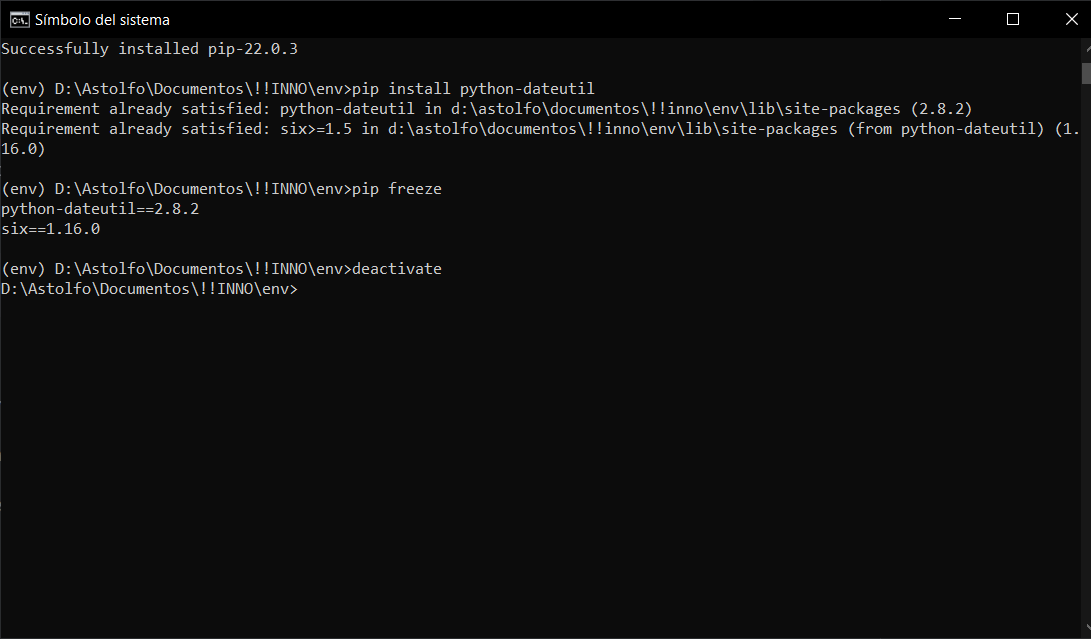 Símbolo del sistema
Successfully installed pip-22.0.3
(env) D:\Astolfo\Documentos\!!INNO\env>pip install python-dateutil
Requirement already satisfied: python-dateutil in d:\astolfo\documentos\!!inno\env\lib\site-packages (2.8.2)
Requirement already satisfied: six>=1.5 in d:\astolfo\documentos\!!inno\env\lib\site-packages (from python-dateutil) (1.
16.0)
(env) D:\Astolfo\Documentos\!!INNO\env>pip freeze
python-dateutil==2.8.2
six==1.16.0
(env) D:\Astolfo\Documentos\!!INNO\env>deactivate
D:\Astolfo\Documentos\!!INNO\env>